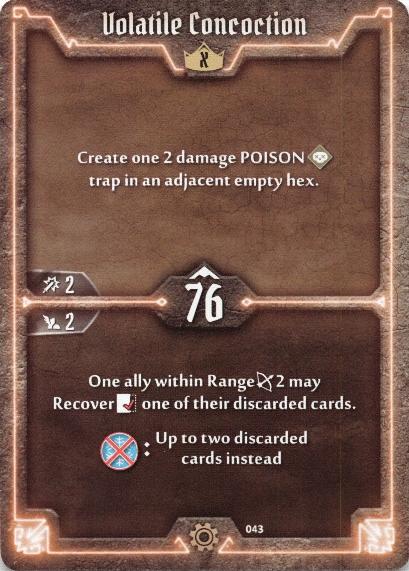 Volatile Concoction
X
Create one 2 damage POISON
trap in an adjacent empty hex.
2
76
2
One ally within Range 2 may
Recover one of their discarded cards.
: Up to two discarded
cards instead
043